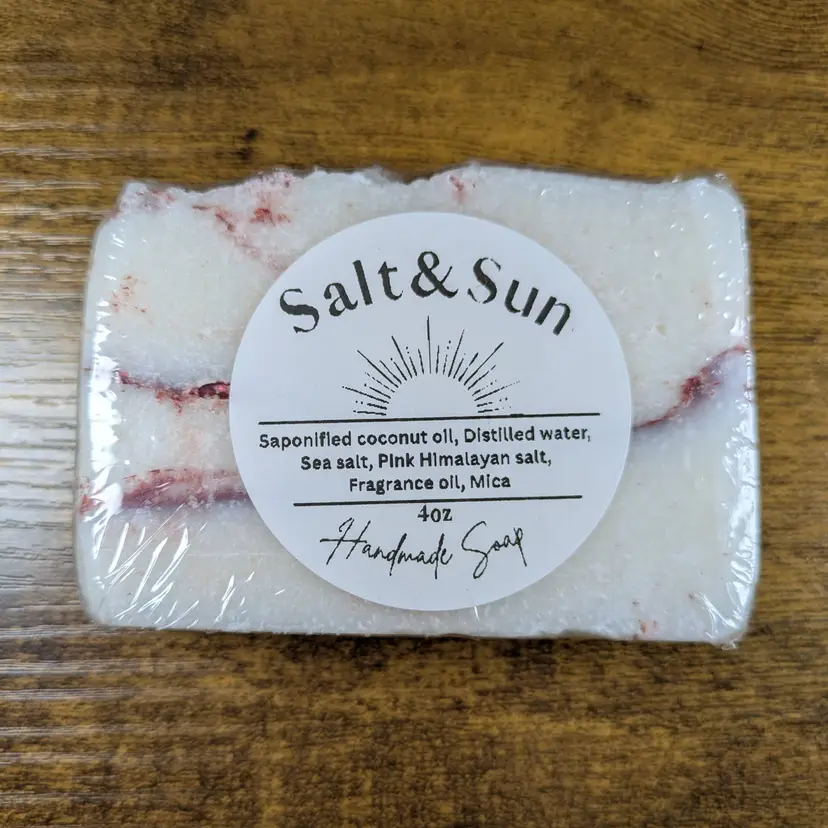 Salt&Sun
Saponified coconut oil, Distilled water,
Sea salt, Pink Himalayan salt,
Fragrance oil, Mica
4oz
Handmade Soap